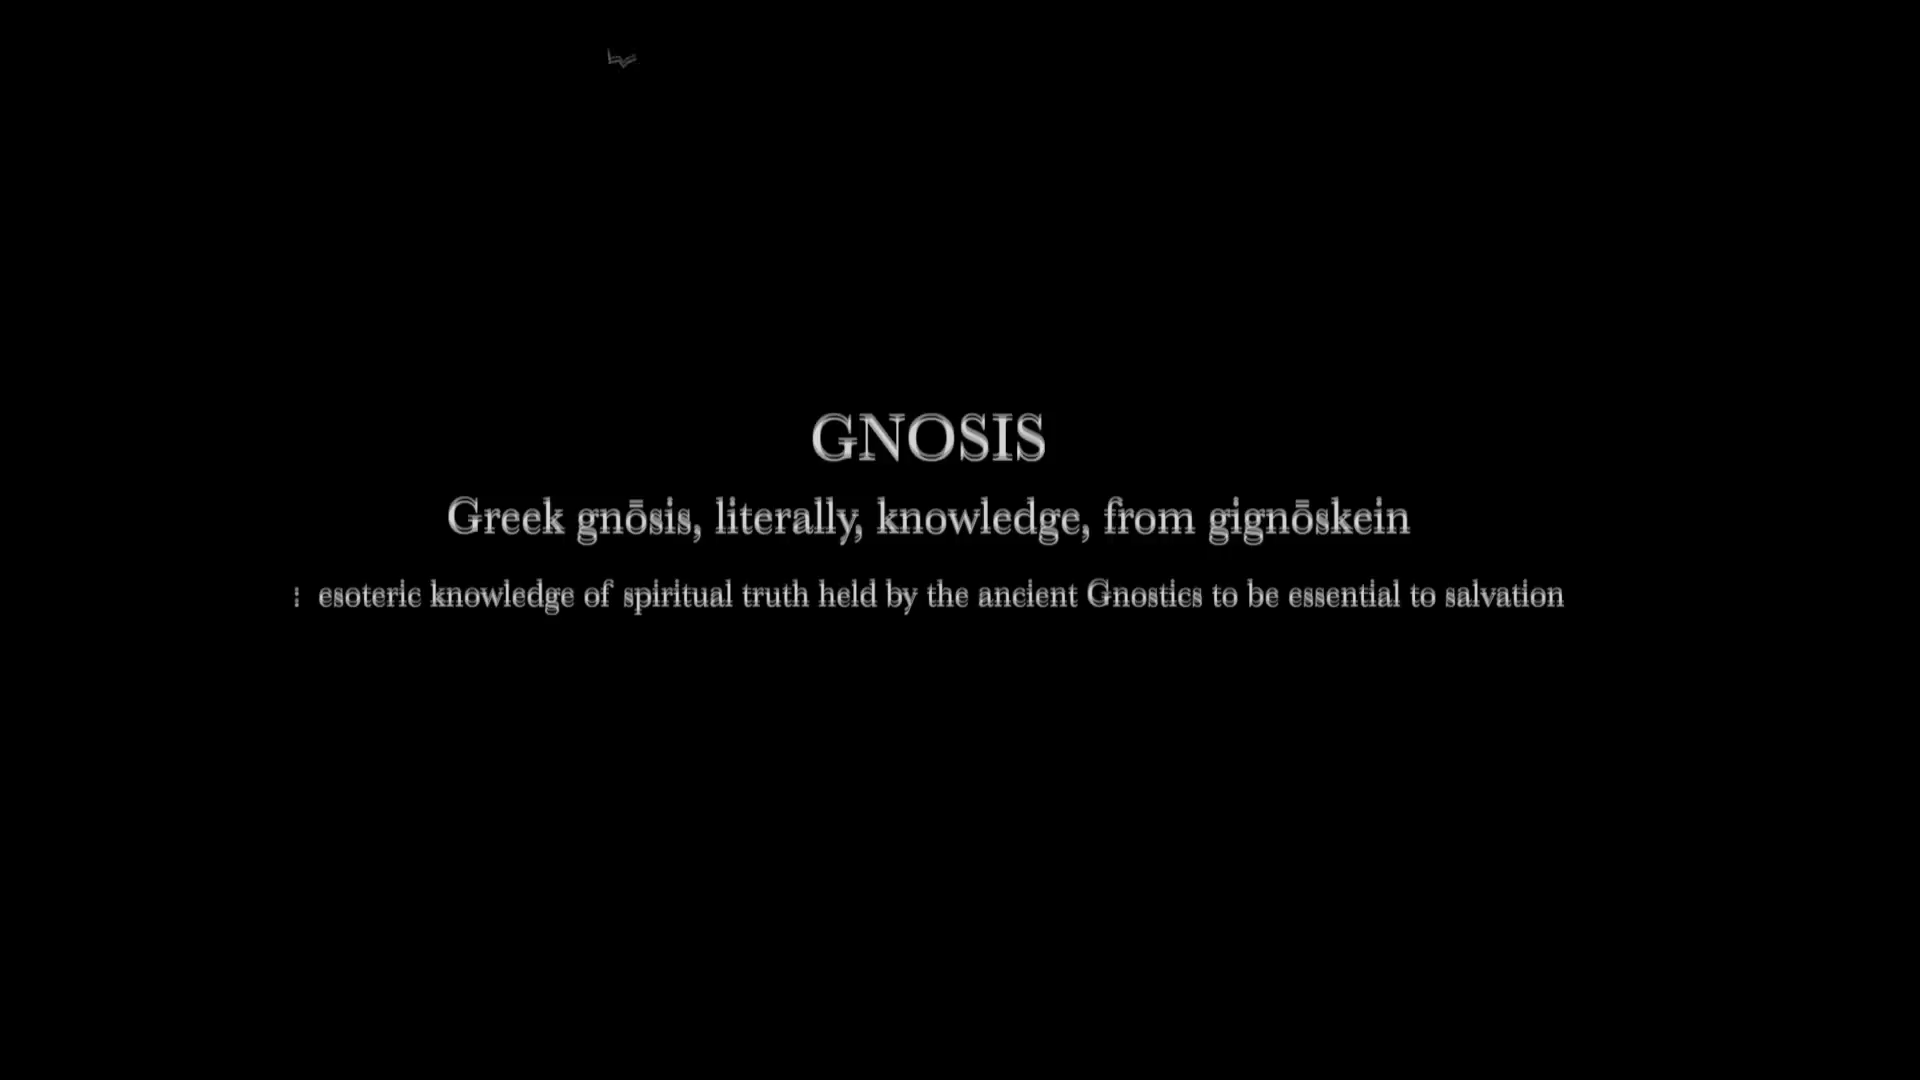 GNOSIS
Greek gnōsis, literally, knowledge, from gignōskein
: esoteric knowledge of spiritual truth held by the ancient Gnostics to be essential to salvation